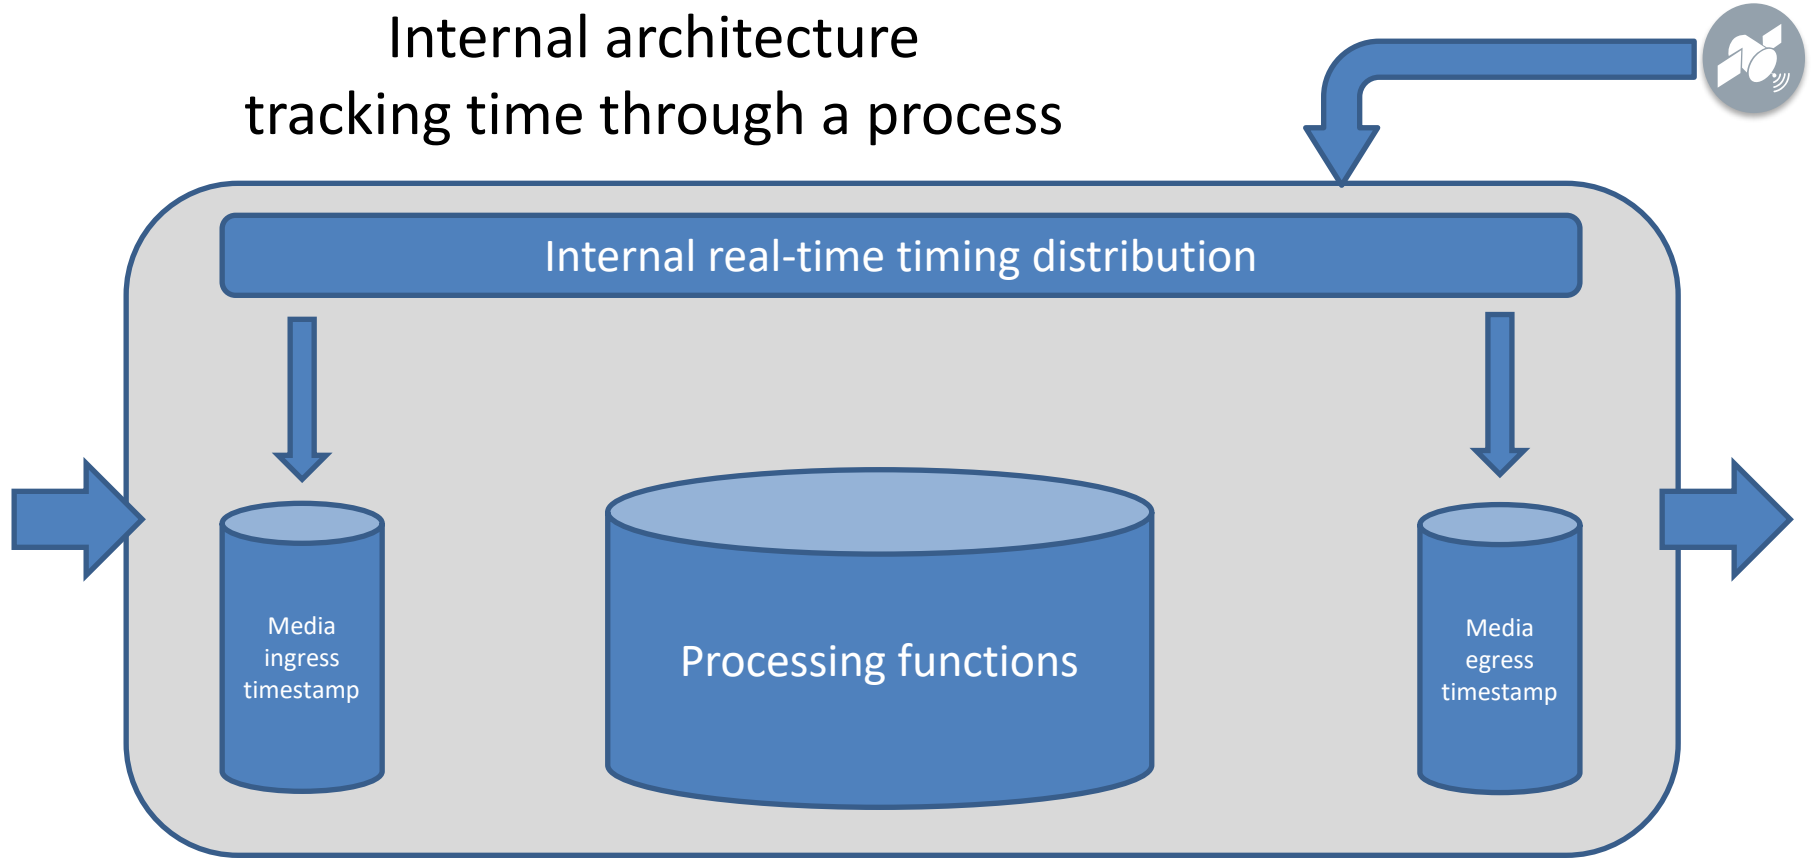 Internal architecture
tracking time through a process
Internal real-time timing distribution
Media
ingress
timestamp
Processing functions
Media
egress
timestamp